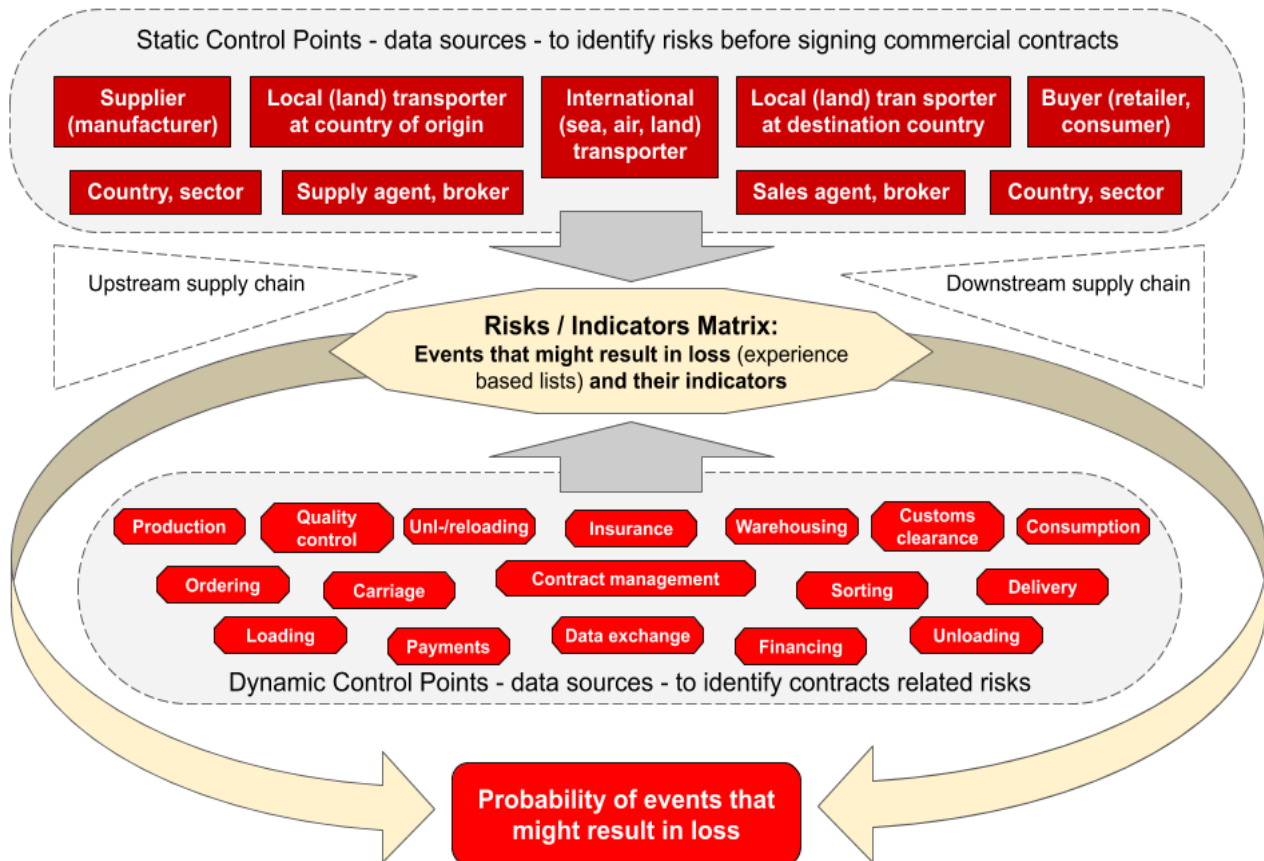 Static Control Points - data sources - to identify risks before signing commercial contracts
Supplier
(manufacturer)
Local (land) transporter
at country of origin
International
(sea, air, land)
transporter
Local (land) tran sporter
at destination country
Buyer (retailer,
consumer)
Country, sector
Supply agent, broker
Sales agent, broker
Country, sector
Upstream supply chain
Downstream supply chain
Risks / Indicators Matrix:
Events that might result in loss (experience
based lists) and their indicators
Production
Quality
control
Unl-/reloading
Insurance
Warehousing
Customs
clearance
Consumption
Ordering
Carriage
Contract management
Sorting
Delivery
Loading
Payments
Data exchange
Financing
Unloading
Dynamic Control Points - data sources - to identify contracts related risks
Probability of events that
might result in loss